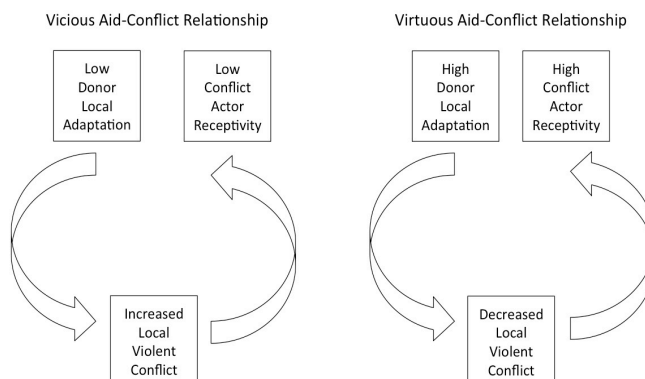 Vicious Aid-Conflict Relationship
Low
Donor
Local
Adaptation
Low
Conflict
Actor
Receptivity
Increased
Local
Violent
Conflict
Virtuous Aid-Conflict Relationship
High
Donor
Local
Adaptation
High
Conflict
Actor
Receptivity
Decreased
Local
Violent
Conflict